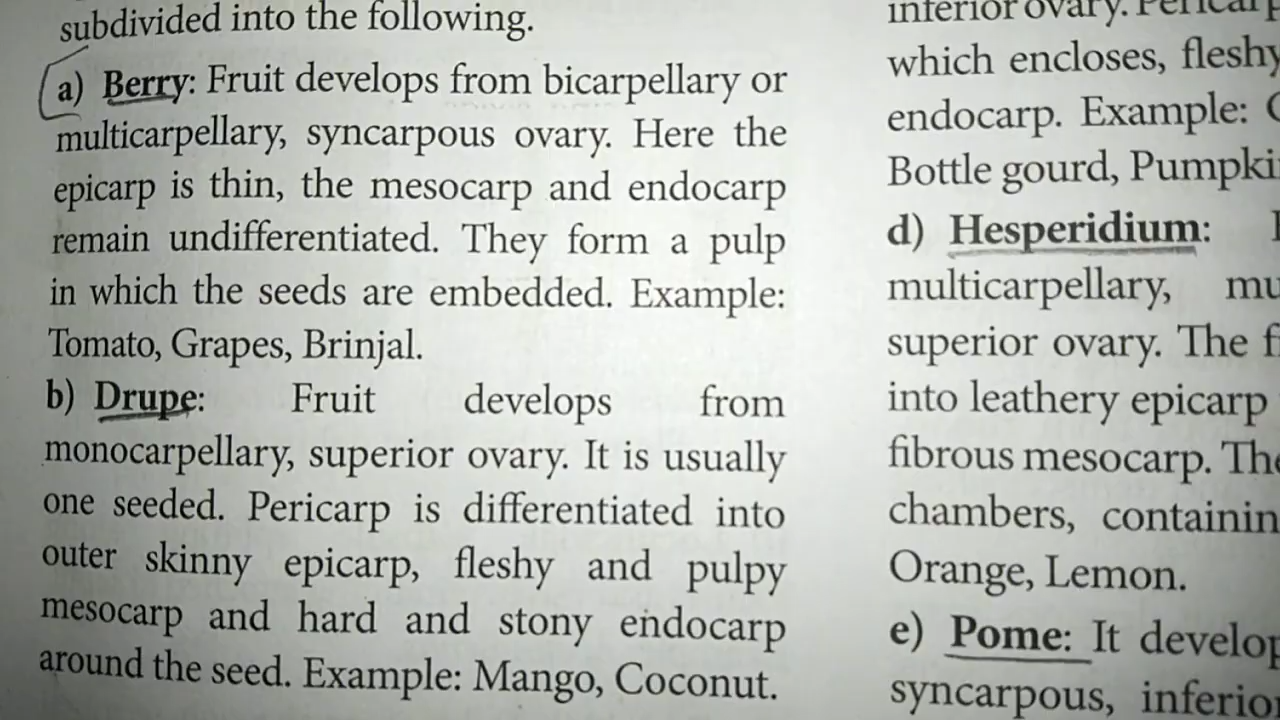 subdivided into the following.
a) Berry: Fruit develops from bicarpellary or
multicarpellary, syncarpous ovary. Here the
epicarp is thin, the mesocarp and endocarp
remain undifferentiated. They form a pulp
in which the seeds are embedded. Example:
Tomato, Grapes, Brinjal.
b) Drupe: Fruit develops from
monocarpellary, superior ovary. It is usually
one seeded. Pericarp is differentiated into
outer skinny epicarp, fleshy and pulpy
mesocarp and hard and stony endocarp
around the seed. Example: Mango, Coconut.
inferior ovary.
which encloses, fleshy
endocarp. Example:
Bottle gourd,
d) Hesperidium:
multicarpellary,
superior ovary. The
into leathery epicarp
fibrous mesocarp.
chambers,
Orange, Lemon.
e) Pome: It
syncarpous,